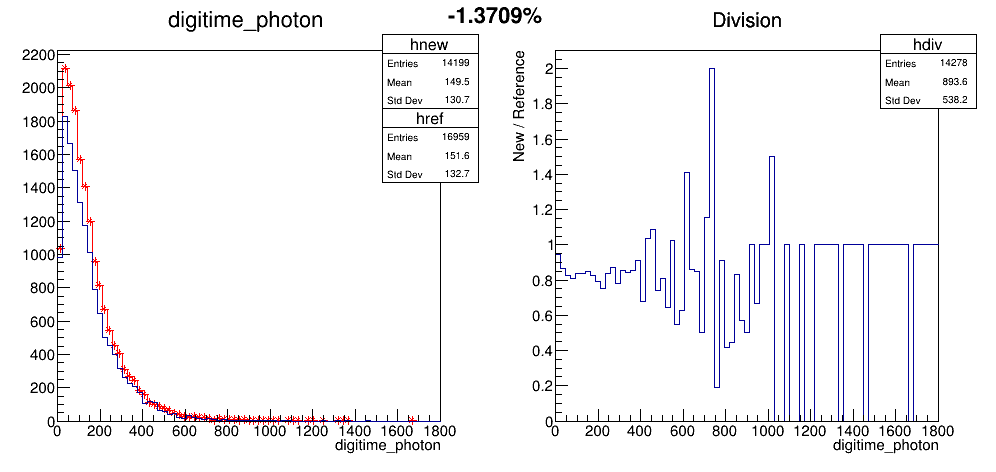 digitime_photon
-1.3709%
Division
hnew
Entries 14199
Mean 149.5
Std Dev 130.7
href
Entries 16959
Mean 151.6
Std Dev 132.7
2200
2000
1800
1600
1400
1200
1000
800
600
400
200
0
0 200 400 600 800 1000 1200 1400 1600 1800
digitime_photon
hdiv
Entries 14278
Mean 893.6
Std Dev 538.2
New / Reference
2
1.8
1.6
1.4
1.2
1
0.8
0.6
0.4
0.2
0
0 200 400 600 800 1000 1200 1400 1600 1800
digitime_photon